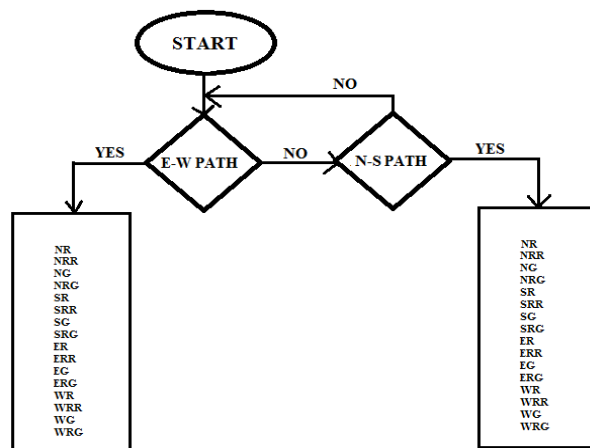 START
NO
E-W PATH
NO
N-S PATH
YES
YES
NR
NRR
NG
NRG
SR
SRR
SG
SRG
ER
ERR
EG
ERG
WR
WRR
WG
WRG
NR
NRR
NG
NRG
SR
SRR
SG
SRG
ER
ERR
EG
ERG
WR
WRR
WG
WRG